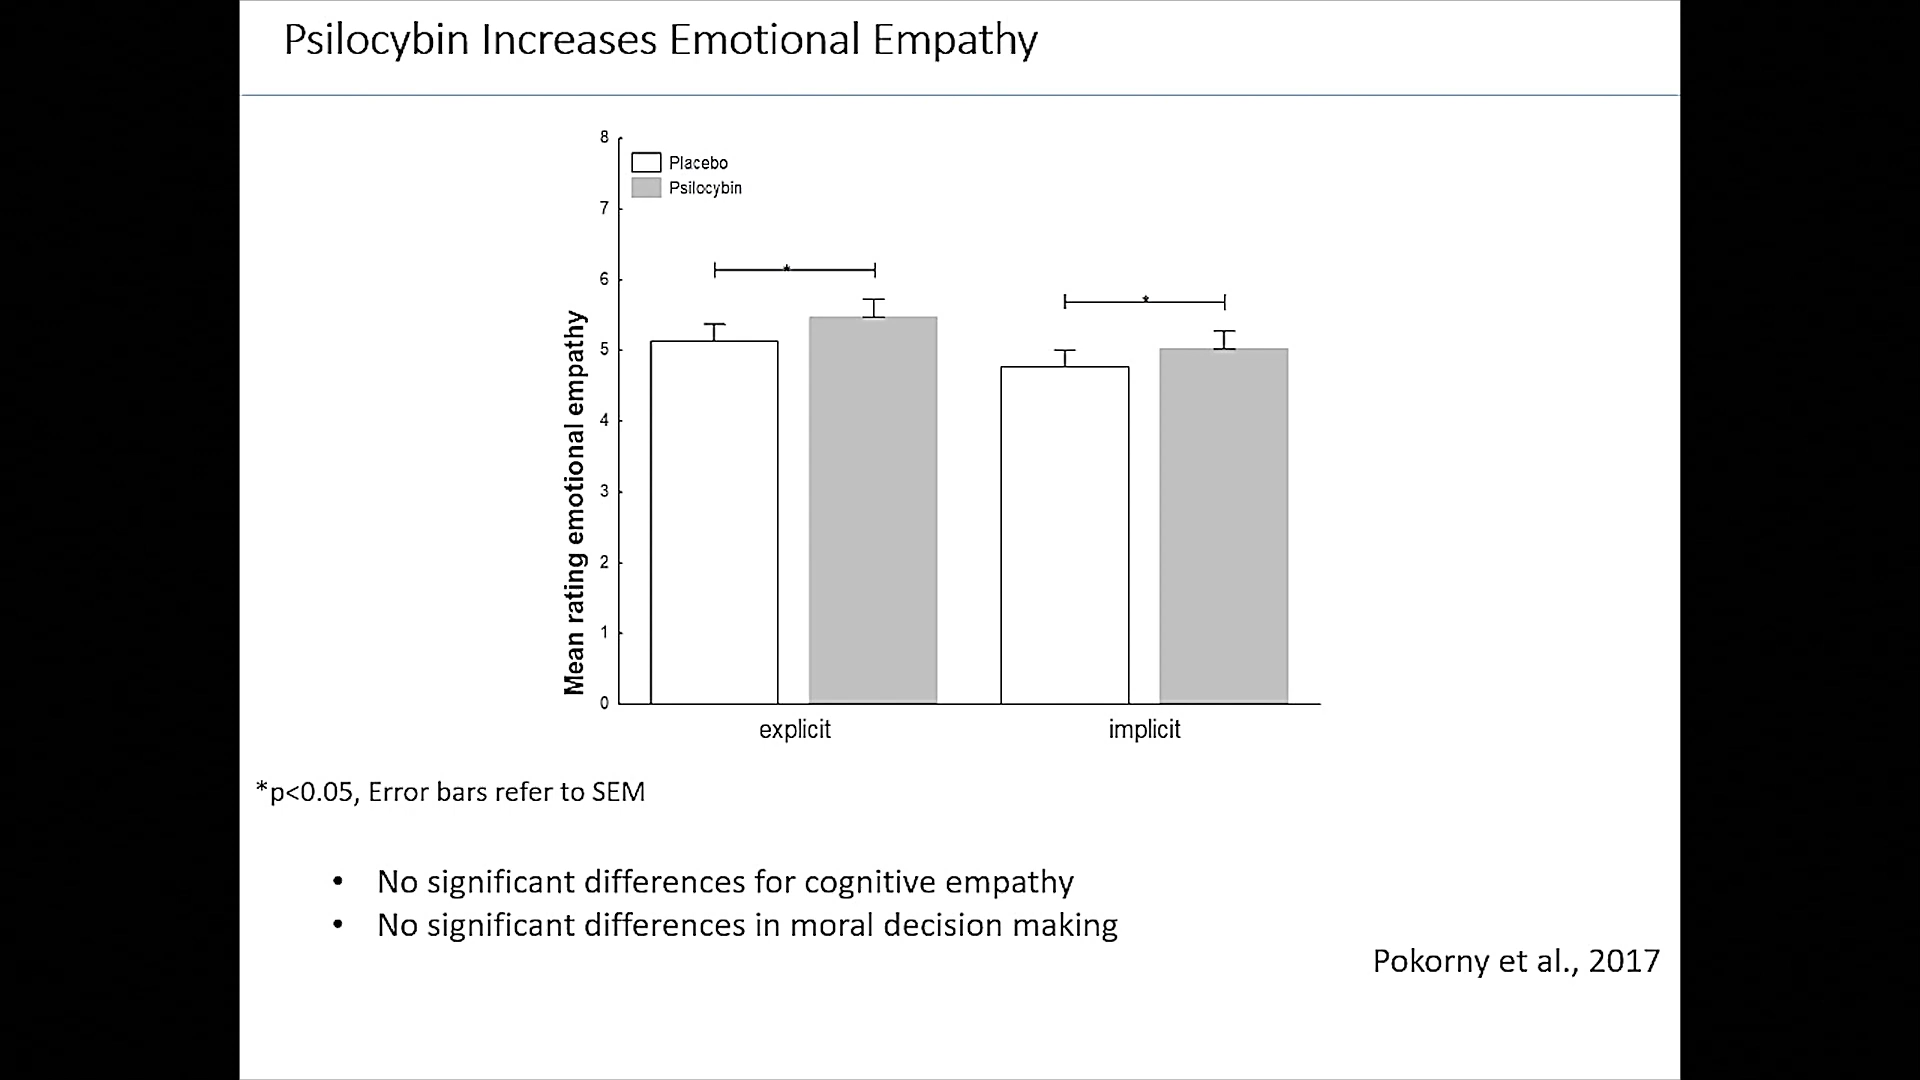 Psilocybin Increases Emotional Empathy
8
Placebo
Psilocybin
7
6
* *
5
4
3
2
1
0
Mean rating emotional empathy
explicit implicit
*p<0.05, Error bars refer to SEM
• No significant differences for cognitive empathy
• No significant differences in moral decision making
Pokorny et al., 2017